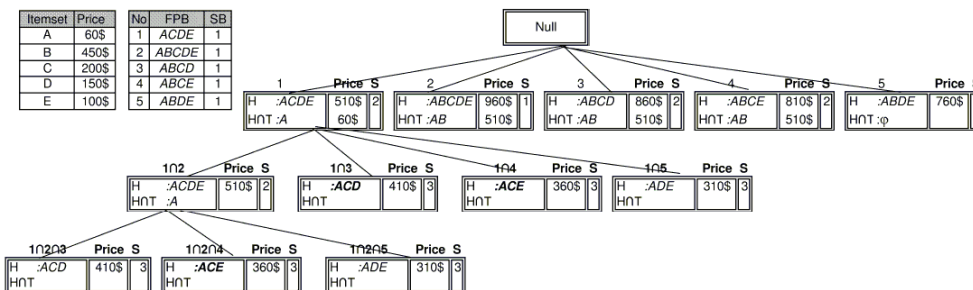 Itemset Price
A 60$
B 450$
C 200$
D 150$
E 100$
No FPB SB
1 ACDE 1
2 ABCDE 1
3 ABCD 1
4 ABCE 1
5 ABDE 1
Null
1 Price S
H :ACDE 510$ 2
H∩T :A 60$
2 Price S
H :ABCDE 960$ 1
H∩T :AB 510$
3 Price S
H :ABCD 860$ 2
H∩T :AB 510$
4 Price S
H :ABCE 810$ 2
H∩T :AB 510$
5 Price S
H :ABDE 760$
H∩T :φ
1∩2 Price S
H :ACDE 510$ 2
H∩T :A
1∩3 Price S
H :ACD 410$ 3
H∩T
1∩4 Price S
H :ACE 360$ 3
H∩T
1∩5 Price S
H :ADE 310$ 3
H∩T
1∩2∩3 Price S
H :ACD 410$ 3
H∩T
1∩2∩4 Price S
H :ACE 360$ 3
H∩T
1∩2∩5 Price S
H :ADE 310$ 3
H∩T